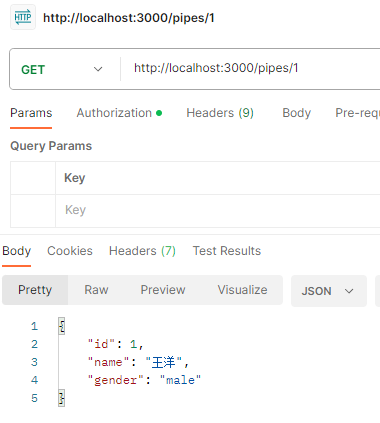 HTTP http://localhost:3000/pipes/1
GET http://localhost:3000/pipes/1
Params Authorization Headers (9) Body Pre-req
Query Params
Key
Key
Body Cookies Headers (7) Test Results
Pretty Raw Preview Visualize JSON
1 {
2 "id": 1,
3 "name": "王洋",
4 "gender": "male"
5 }